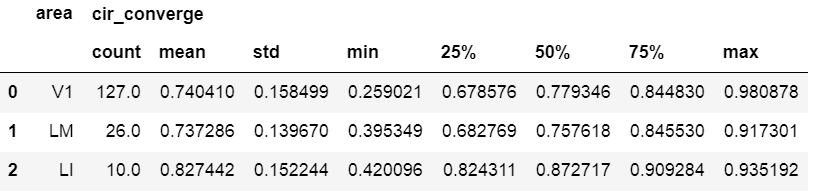 area cir_converge
count mean std min 25% 50% 75% max
0 V1 127.0 0.740410 0.158499 0.259021 0.678576 0.779346 0.844830 0.980878
1 LM 26.0 0.737286 0.139670 0.395349 0.682769 0.757618 0.845530 0.917301
2 LI 10.0 0.827442 0.152244 0.420096 0.824311 0.872717 0.909284 0.935192